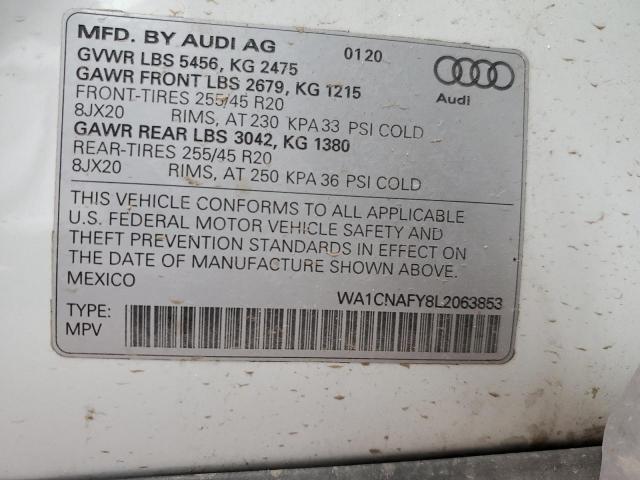 MFD. BY AUDI AG 01 20
GVWR LBS 5456, KG 2475
GAWR FRONT LBS 2679, KG 1215
FRONT-TIRES 255/45 R20
8JX20 RIMS, AT 230 KPA 33 PSI COLD
GAWR REAR LBS 3042, KG 1380
REAR-TIRES 255/45 R20
8JX20 RIMS, AT 250 KPA 36 PSI COLD
Audi
THIS VEHICLE CONFORMS TO ALL APPLICABLE
U.S. FEDERAL MOTOR VEHICLE SAFETY AND
THEFT PREVENTION STANDARDS IN EFFECT ON
THE DATE OF MANUFACTURE SHOWN ABOVE.
MEXICO
WA1CNAFY8L2063853
TYPE:
MPV